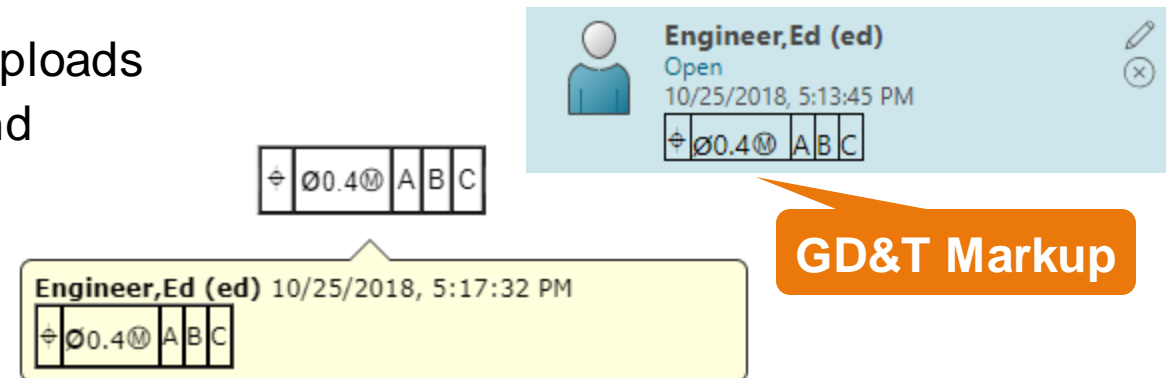 ploads
nd
⌖ Ø0.4Ⓜ A B C
Engineer,Ed (ed) 10/25/2018, 5:17:32 PM
⌖ Ø0.4Ⓜ A B C
Engineer,Ed (ed)
Open
10/25/2018, 5:13:45 PM
⌖ Ø0.4Ⓜ A B C
GD&T Markup